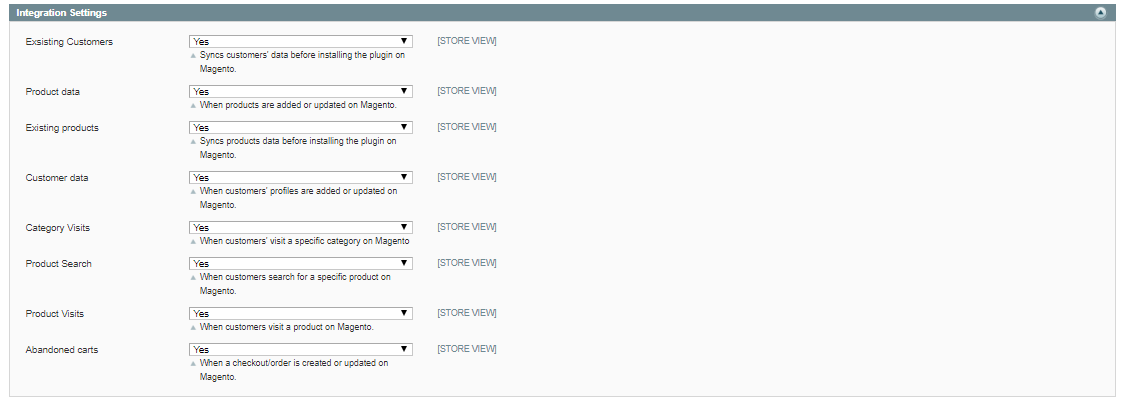 Integration Settings
Exsisting Customers Yes [STORE VIEW]
Syncs customers' data before installing the plugin on
Magento.
Product data Yes [STORE VIEW]
When products are added or updated on Magento.
Existing products Yes [STORE VIEW]
Syncs products data before installing the plugin on
Magento.
Customer data Yes [STORE VIEW]
When customers' profiles are added or updated on
Magento.
Category Visits Yes [STORE VIEW]
When customers' visit a specific category on Magento
Product Search Yes [STORE VIEW]
When customers search for a specific product on
Magento.
Product Visits Yes [STORE VIEW]
When customers visit a product on Magento.
Abandoned carts Yes [STORE VIEW]
When a checkout/order is created or updated on
Magento.